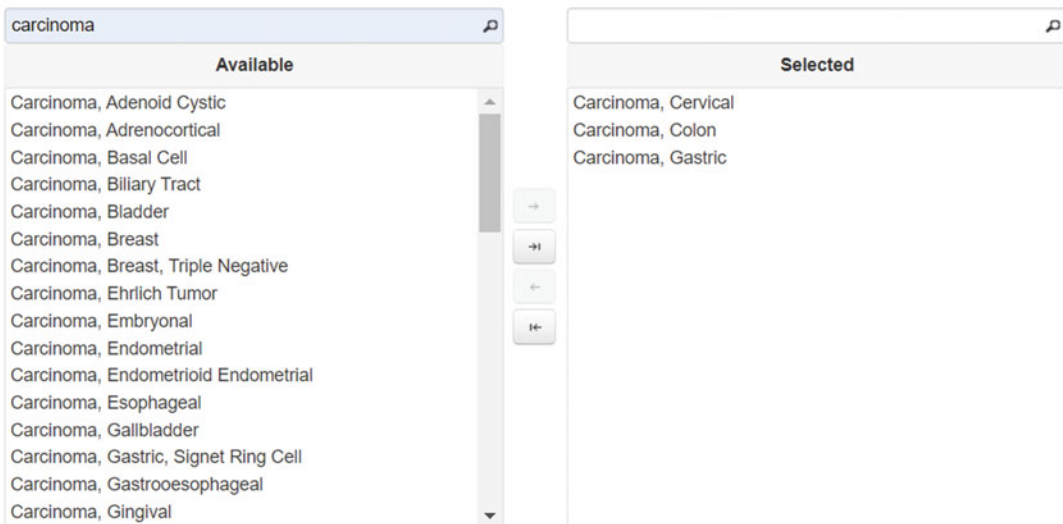 carcinoma
Available
Carcinoma, Adenoid Cystic
Carcinoma, Adrenocortical
Carcinoma, Basal Cell
Carcinoma, Biliary Tract
Carcinoma, Bladder
Carcinoma, Breast
Carcinoma, Breast, Triple Negative
Carcinoma, Ehrlich Tumor
Carcinoma, Embryonal
Carcinoma, Endometrial
Carcinoma, Endometrioid Endometrial
Carcinoma, Esophageal
Carcinoma, Gallbladder
Carcinoma, Gastric, Signet Ring Cell
Carcinoma, Gastrooesophageal
Carcinoma, Gingival
Selected
Carcinoma, Cervical
Carcinoma, Colon
Carcinoma, Gastric